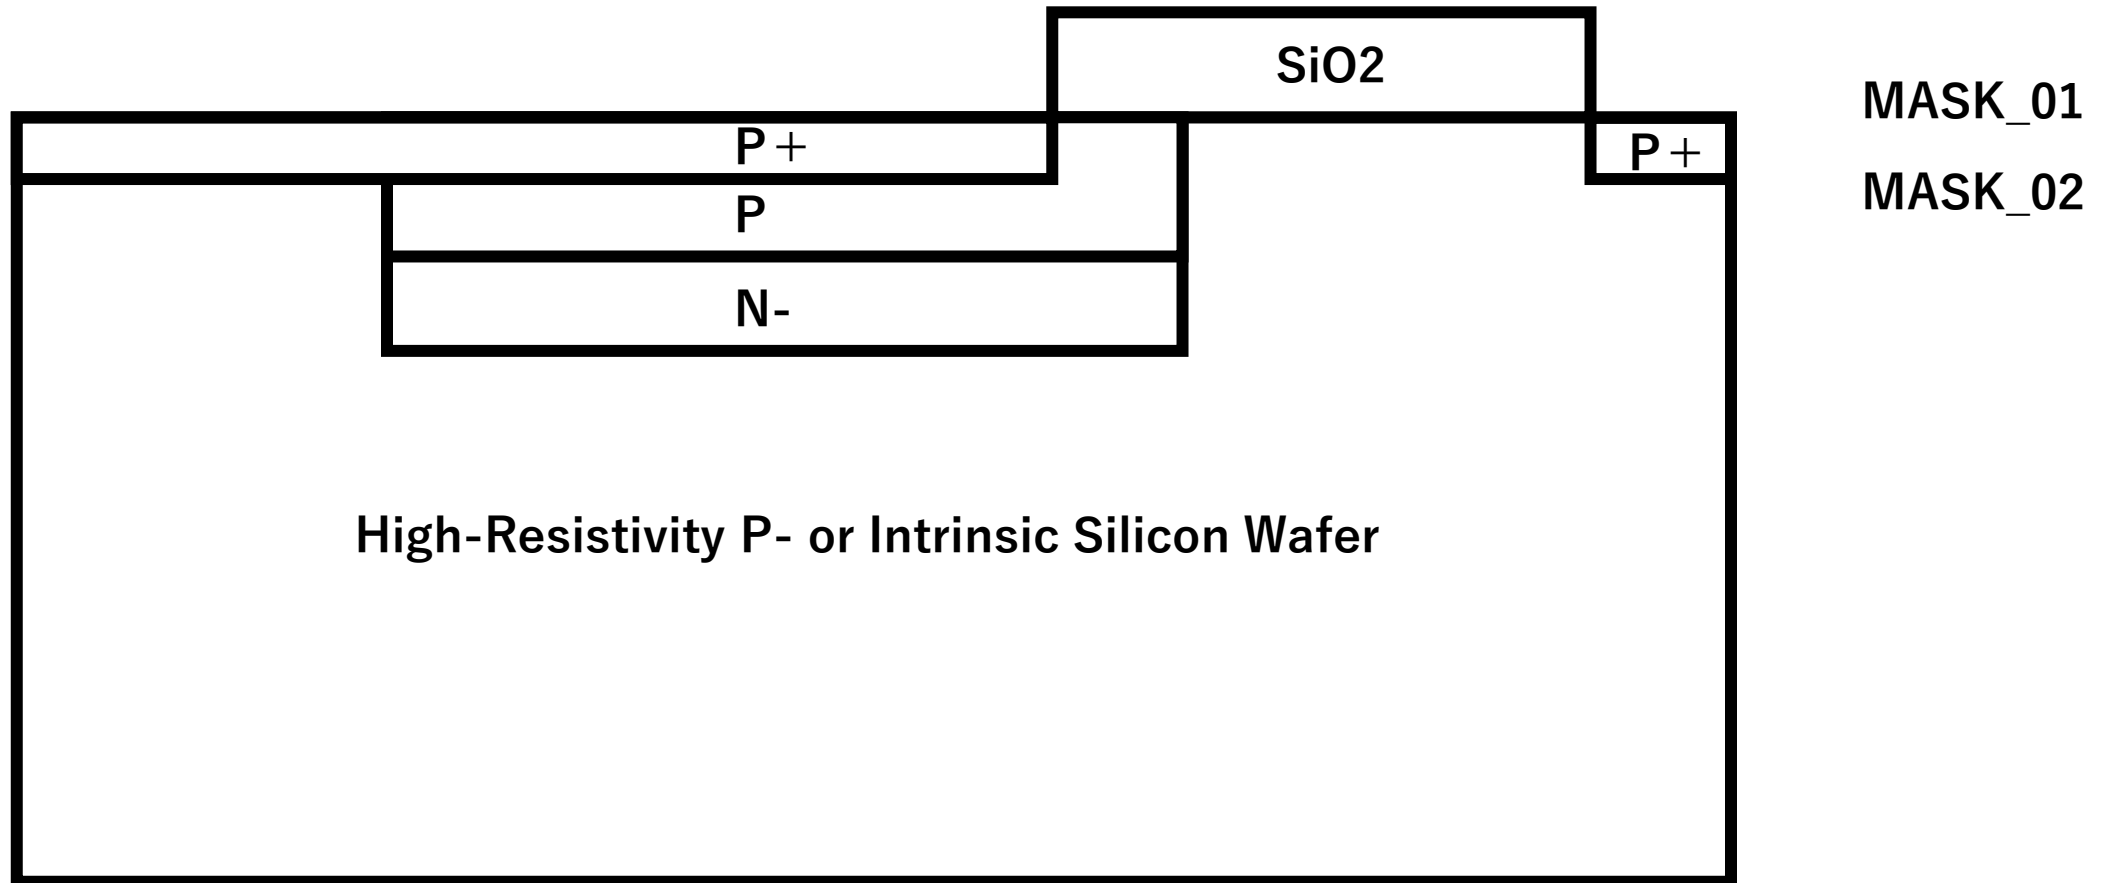 SiO2
MASK_01
P+
P+
MASK_02
P
N-
High-Resistivity P- or Intrinsic Silicon Wafer